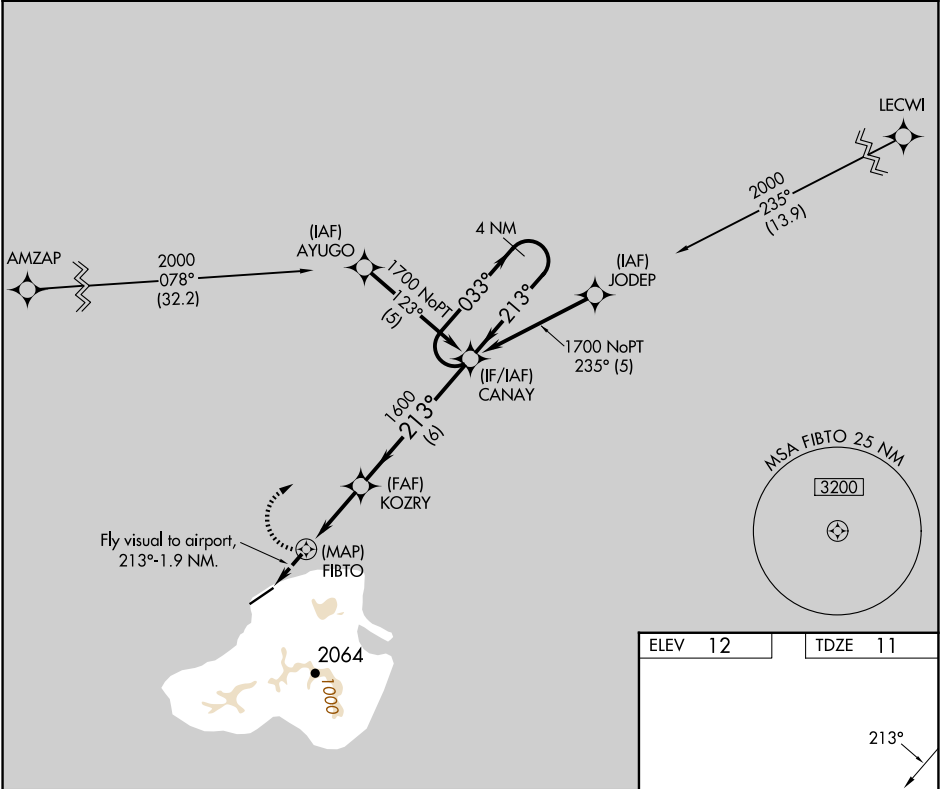 LECWI
2000
235°
(13.9)
(IAF)
JODEP
4 NM
(IAF)
AYUGO
AMZAP
2000
078°
(32.2)
1700 NoPT
123°
(5)
033°
213°
1700 NoPT
235° (5)
(IF/IAF)
CANAY
1600
213°
(6)
(FAF)
KOZRY
MSA FIBTO 25 NM
3200
Fly visual to airport,
213°-1.9 NM.
(MAP)
FIBTO
2064
1000
ELEV 12
TDZE 11
213°